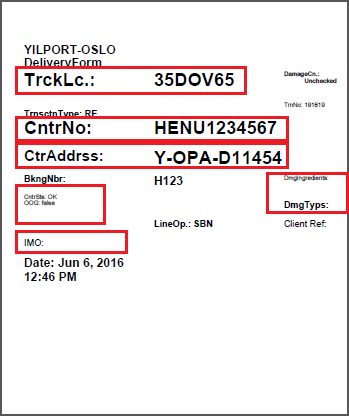 YILPORT-OSLO
DeliveryForm
TrckLc.: 35DOV65
DamageCn.:
Unchecked
TrnNo: 191819
TrnsctnType: RE
CntrNo: HENU1234567
CtrAddrss: Y-OPA-D11454
BkngNbr: H123
DmgIngredients:
CntrSts: OK
OOG: false
DmgTyps:
LineOp.: SBN
Client Ref:
IMO:
Date: Jun 6, 2016
12:46 PM